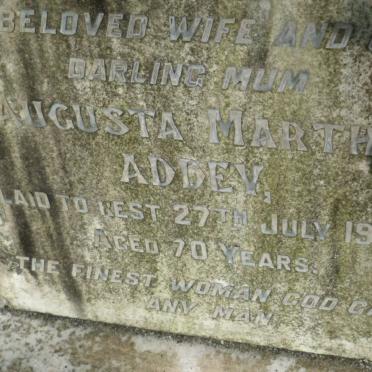 BELOVED WIFE AND
DARLING MUM
AUGUSTA MARTH
ADDEY,
LAID TO REST 27TH JULY 19
AGED 70 YEARS.
THE FINEST WOMAN GOD G
ANY MAN